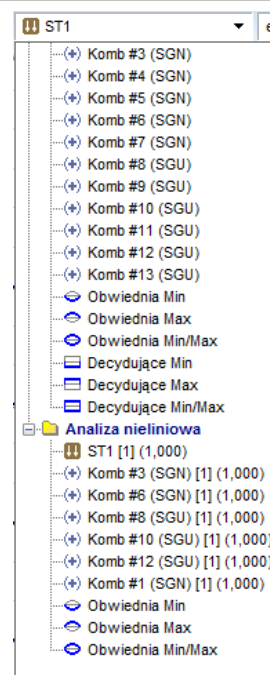 ST1
Komb #3 (SGN)
Komb #4 (SGN)
Komb #5 (SGN)
Komb #6 (SGN)
Komb #7 (SGN)
Komb #8 (SGU)
Komb #9 (SGU)
Komb #10 (SGU)
Komb #11 (SGU)
Komb #12 (SGU)
Komb #13 (SGU)
Obwiednia Min
Obwiednia Max
Obwiednia Min/Max
Decydujące Min
Decydujące Max
Decydujące Min/Max
Analiza nieliniowa
ST1 [1] (1,000)
Komb #3 (SGN) [1] (1,000)
Komb #6 (SGN) [1] (1,000)
Komb #8 (SGU) [1] (1,000)
Komb #10 (SGU) [1] (1,000)
Komb #12 (SGU) [1] (1,000)
Komb #1 (SGN) [1] (1,000)
Obwiednia Min
Obwiednia Max
Obwiednia Min/Max